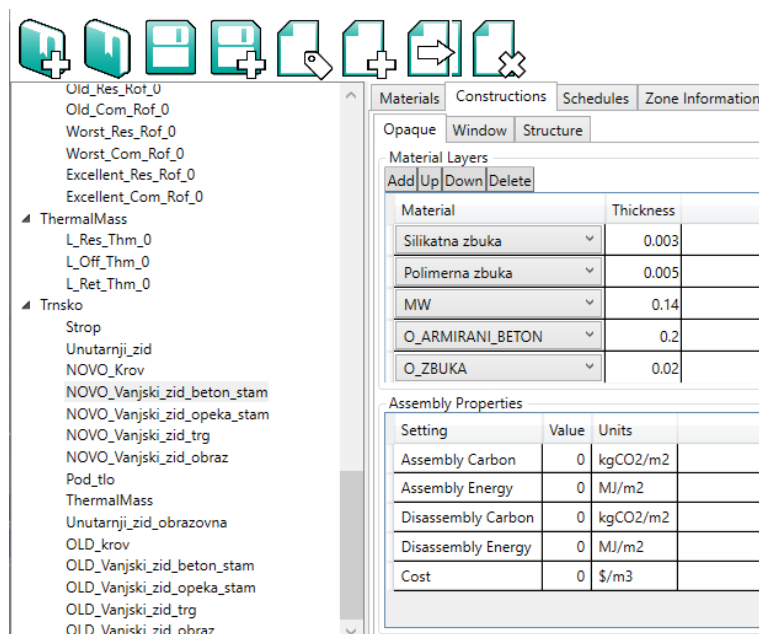 Old_Res_Rof_0
Old_Com_Rof_0
Worst_Res_Rof_0
Worst_Com_Rof_0
Excellent_Res_Rof_0
Excellent_Com_Rof_0
ThermalMass
L_Res_Thm_0
L_Off_Thm_0
L_Ret_Thm_0
Trnsko
Strop
Unutarnji_zid
NOVO_Krov
NOVO_Vanjski_zid_beton_stam
NOVO_Vanjski_zid_opeka_stam
NOVO_Vanjski_zid_trg
NOVO_Vanjski_zid_obraz
Pod_tlo
ThermalMass
Unutarnji_zid_obrazovna
OLD_krov
OLD_Vanjski_zid_beton_stam
OLD_Vanjski_zid_opeka_stam
OLD_Vanjski_zid_trg
OLD_Vanjski_zid_obraz
Materials Constructions Schedules Zone Information
Opaque Window Structure
Material Layers
Add Up Down Delete
Material Thickness
Silikatna zbuka 0.003
Polimerna zbuka 0.005
MW 0.14
O_ARMIRANI_BETON 0.2
O_ZBUKA 0.02
Assembly Properties
Setting Value Units
Assembly Carbon 0 kgCO2/m2
Assembly Energy 0 MJ/m2
Disassembly Carbon 0 kgCO2/m2
Disassembly Energy 0 MJ/m2
Cost 0 $/m3